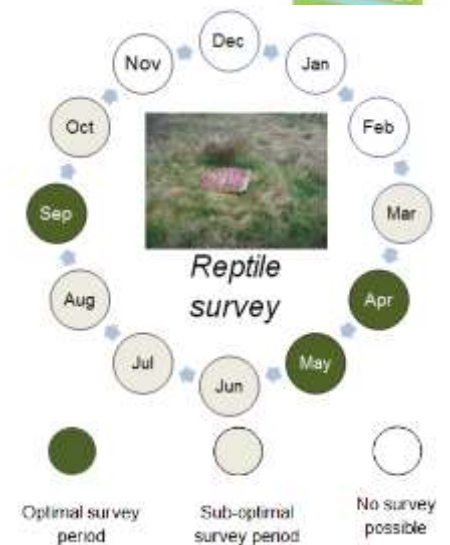 Dec
Jan
Feb
Mar
Apr
May
Jun
Jul
Aug
Sep
Oct
Nov
Reptile
survey
Optimal survey
period
Sub-optimal
survey period
No survey
possible